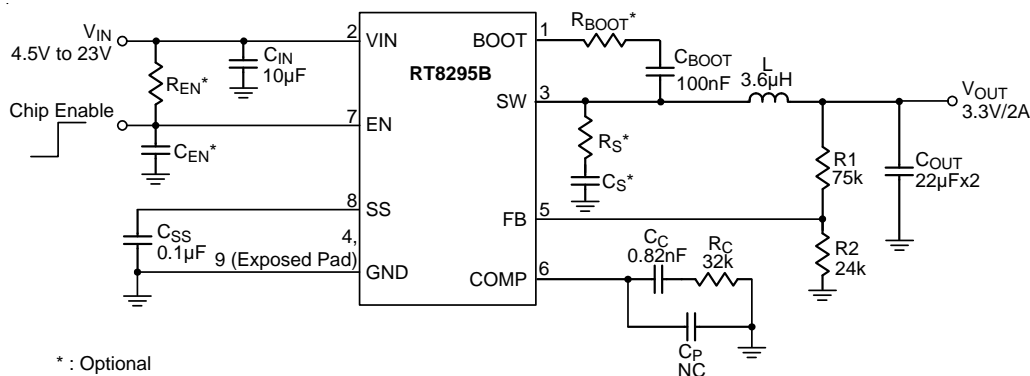 VIN
4.5V to 23V
REN*
CIN
10µF
2
VIN
RT8295B
BOOT
1
RBOOT*
CBOOT
100nF
L
3.6µH
SW
3
VOUT
3.3V/2A
Chip Enable
7
EN
CEN*
RS*
CS*
R1
75k
COUT
22µFx2
8
SS
CSS
0.1µF
4,
9 (Exposed Pad)
GND
FB
5
R2
24k
COMP
6
CC
0.82nF
RC
32k
CP
NC
* : Optional